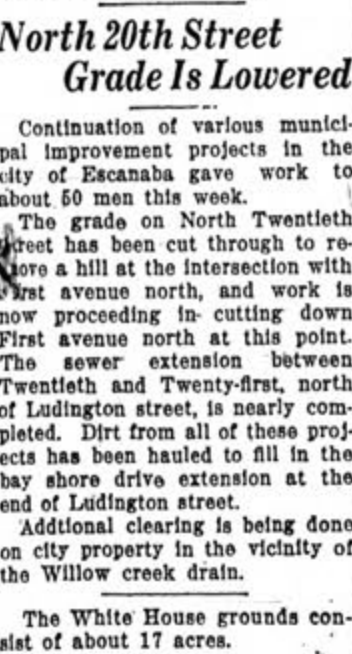 North 20th Street
Grade Is Lowered
Continuation of various munici-
pal improvement projects in the
city of Escanaba gave work to
about 50 men this week.
The grade on North Twentieth
street has been cut through to re-
move a hill at the intersection with
First avenue north, and work is
now proceeding in cutting down
First avenue north at this point.
The sewer extension between
Twentieth and Twenty-first, north
of Ludington street, is nearly com-
pleted. Dirt from all of these proj-
ects has been hauled to fill in the
bay shore drive extension at the
end of Ludington street.
Addtional clearing is being done
on city property in the vicinity of
the Willow creek drain.
The White House grounds con-
sist of about 17 acres.